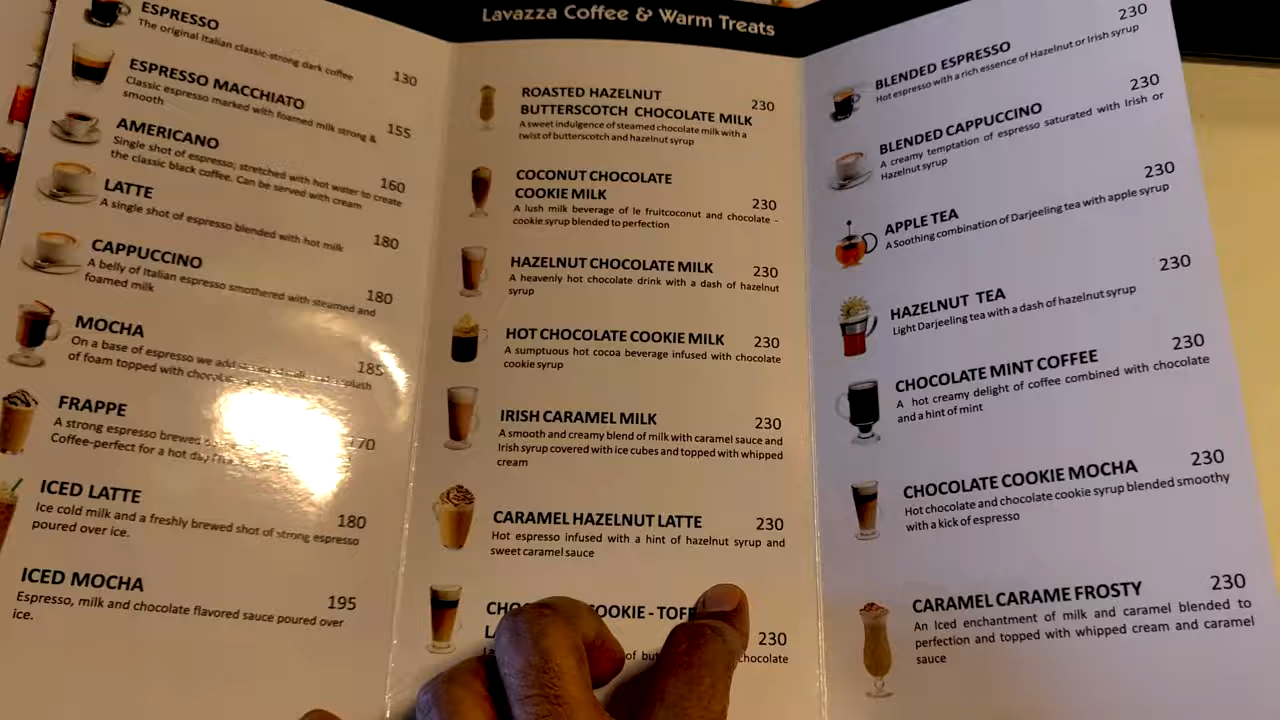 Lavazza Coffee & Warm Treats
ESPRESSO
The original Italian classic-strong dark coffee
130
ESPRESSO MACCHIATO
Classic espresso marked with foamed milk strong &
smooth
155
AMERICANO
Single shot of espresso; stretched with hot water to create
the classic black coffee. Can be served with cream
160
LATTE
A single shot of espresso blended with hot milk
180
CAPPUCCINO
A belly of Italian espresso smothered with steamed and
foamed milk
180
MOCHA
On a base of espresso we add steamed milk and a splash
of foam topped with
185
FRAPPE
A strong espresso brewed
Coffee-perfect for a hot day
ICED LATTE
Ice cold milk and a freshly brewed shot of strong espresso
poured over ice.
180
ICED MOCHA
Espresso, milk and chocolate flavored sauce poured over
ice.
195
ROASTED HAZELNUT
BUTTERSCOTCH CHOCOLATE MILK
230
A sweet indulgence of steamed chocolate milk with a
twist of butterscotch and hazelnut syrup
COCONUT CHOCOLATE
COOKIE MILK
230
A lush milk beverage of le fruitcoconut and chocolate -
cookie syrup blended to perfection
HAZELNUT CHOCOLATE MILK
230
A heavenly hot chocolate drink with a dash of hazelnut
syrup
HOT CHOCOLATE COOKIE MILK
230
A sumptuous hot cocoa beverage infused with chocolate
cookie syrup
IRISH CARAMEL MILK
230
A smooth and creamy blend of milk with caramel sauce and
Irish syrup covered with ice cubes and topped with whipped
cream
CARAMEL HAZELNUT LATTE
230
Hot espresso infused with a hint of hazelnut syrup and
sweet caramel sauce
COOKIE -
230
of
chocolate
230
BLENDED ESPRESSO
Hot espresso with a rich essence of Hazelnut or Irish syrup
230
BLENDED CAPPUCCINO
A creamy temptation of espresso saturated with Irish or
Hazelnut syrup
230
APPLE TEA
A Soothing combination of Darjeeling tea with apple syrup
230
HAZELNUT TEA
Light Darjeeling tea with a dash of hazelnut syrup
230
CHOCOLATE MINT COFFEE
A hot creamy delight of coffee combined with chocolate
and a hint of mint
230
CHOCOLATE COOKIE MOCHA
Hot chocolate and chocolate cookie syrup blended smoothy
with a kick of espresso
230
CARAMEL CARAME FROSTY
An Iced enchantment of milk and caramel blended to
perfection and topped with whipped cream and caramel
sauce